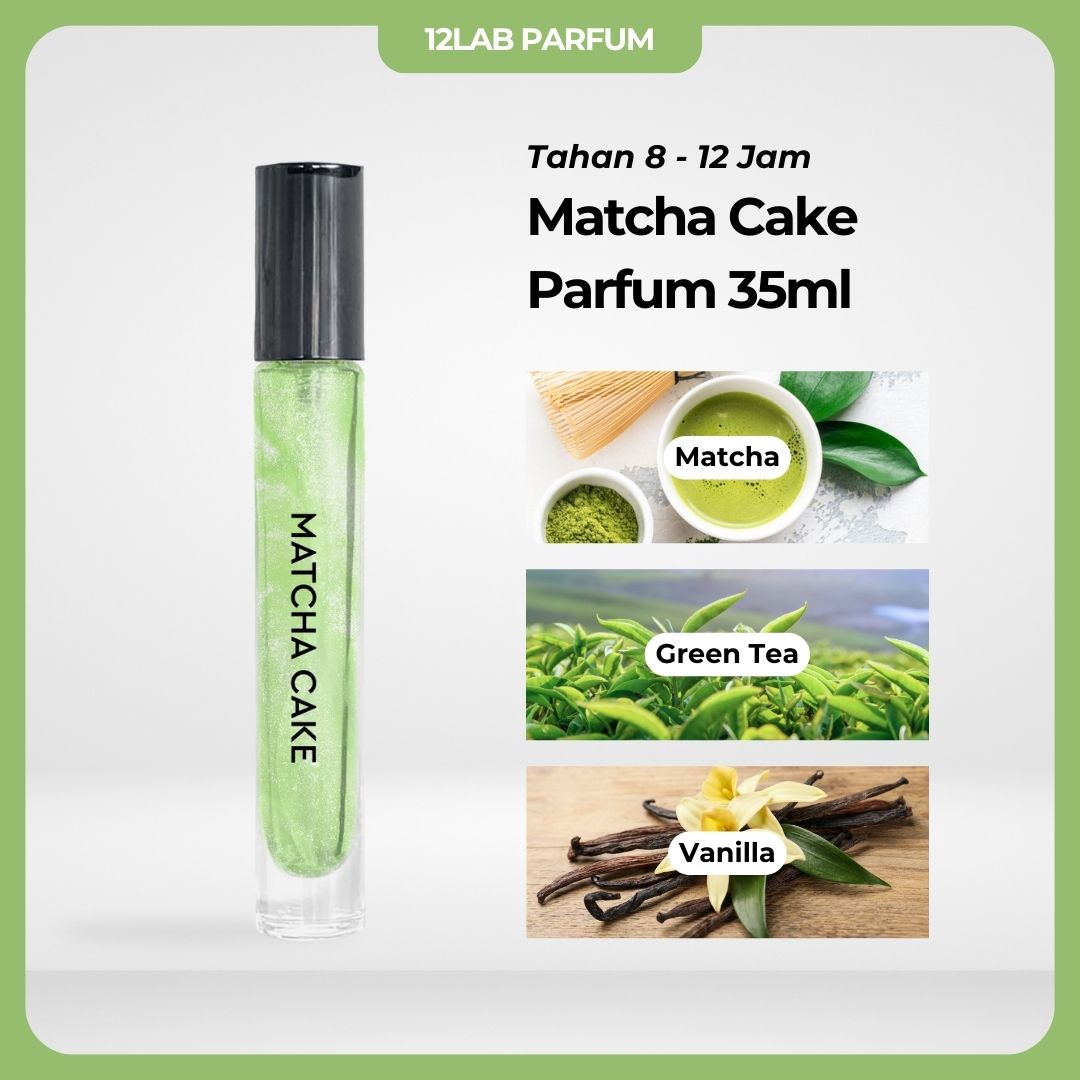 12LAB PARFUM
Tahan 8 - 12 Jam
Matcha Cake
Parfum 35ml
MATCHA CAKE
Matcha
Green Tea
Vanilla